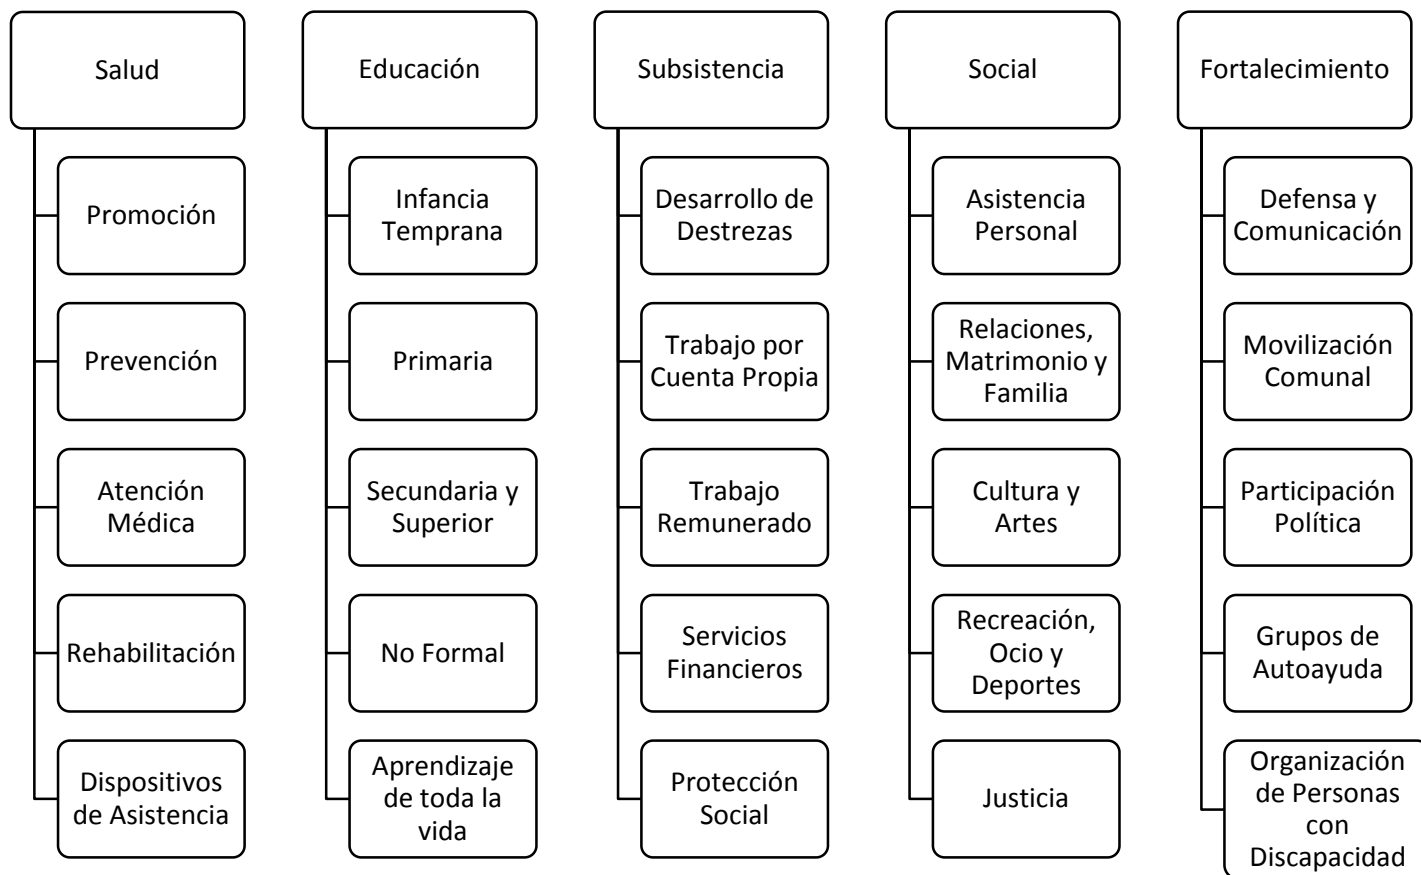 Salud
Promoción
Prevención
Atención
Médica
Rehabilitación
Dispositivos
de Asistencia
Educación
Infancia
Temprana
Primaria
Secundaria y
Superior
No Formal
Aprendizaje
de toda la
vida
Subsistencia
Desarrollo de
Destrezas
Trabajo por
Cuenta Propia
Trabajo
Remunerado
Servicios
Financieros
Protección
Social
Social
Asistencia
Personal
Relaciones,
Matrimonio y
Familia
Cultura y
Artes
Recreación,
Ocio y
Deportes
Justicia
Fortalecimiento
Defensa y
Comunicación
Movilización
Comunal
Participación
Política
Grupos de
Autoayuda
Organización
de Personas
con
Discapacidad